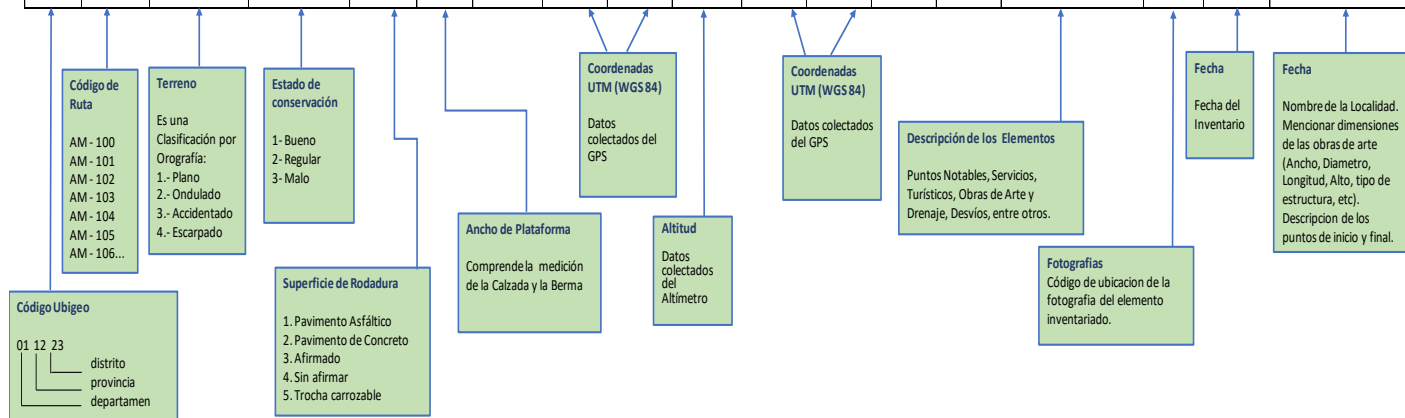 Código de
Ruta
AM - 100
AM - 101
AM - 102
AM - 103
AM - 104
AM - 105
AM - 106...
Terreno
Es una
Clasificación por
Orografía:
1.- Plano
2.- Ondulado
3.- Accidentado
4.- Escarpado
Estado de
conservación
1- Bueno
2- Regular
3- Malo
Coordenadas
UTM (WGS 84)
Datos
colectados del
GPS
Coordenadas
UTM (WGS 84)
Datos colectados
del GPS
Fecha
Fecha del
Inventario
Fecha
Nombre de la Localidad.
Mencionar dimensiones
de las obras de arte
(Ancho, Diametro,
Longitud, Alto, tipo de
estructura, etc).
Descripcion de los
puntos de inicio y final.
Descripción de los Elementos
Puntos Notables, Servicios,
Turísticos, Obras de Arte y
Drenaje, Desvíos, entre otros.
Ancho de Plataforma
Comprende la medición
de la Calzada y la Berma
Altitud
Datos
colectados
del
Altímetro
Fotografias
Código de ubicacion de la
fotografia del elemento
inventariado.
Superficie de Rodadura
1. Pavimento Asfáltico
2. Pavimento de Concreto
3. Afirmado
4. Sin afirmar
5. Trocha carrozable
Código Ubigeo
01 12 23
distrito
provincia
departamen